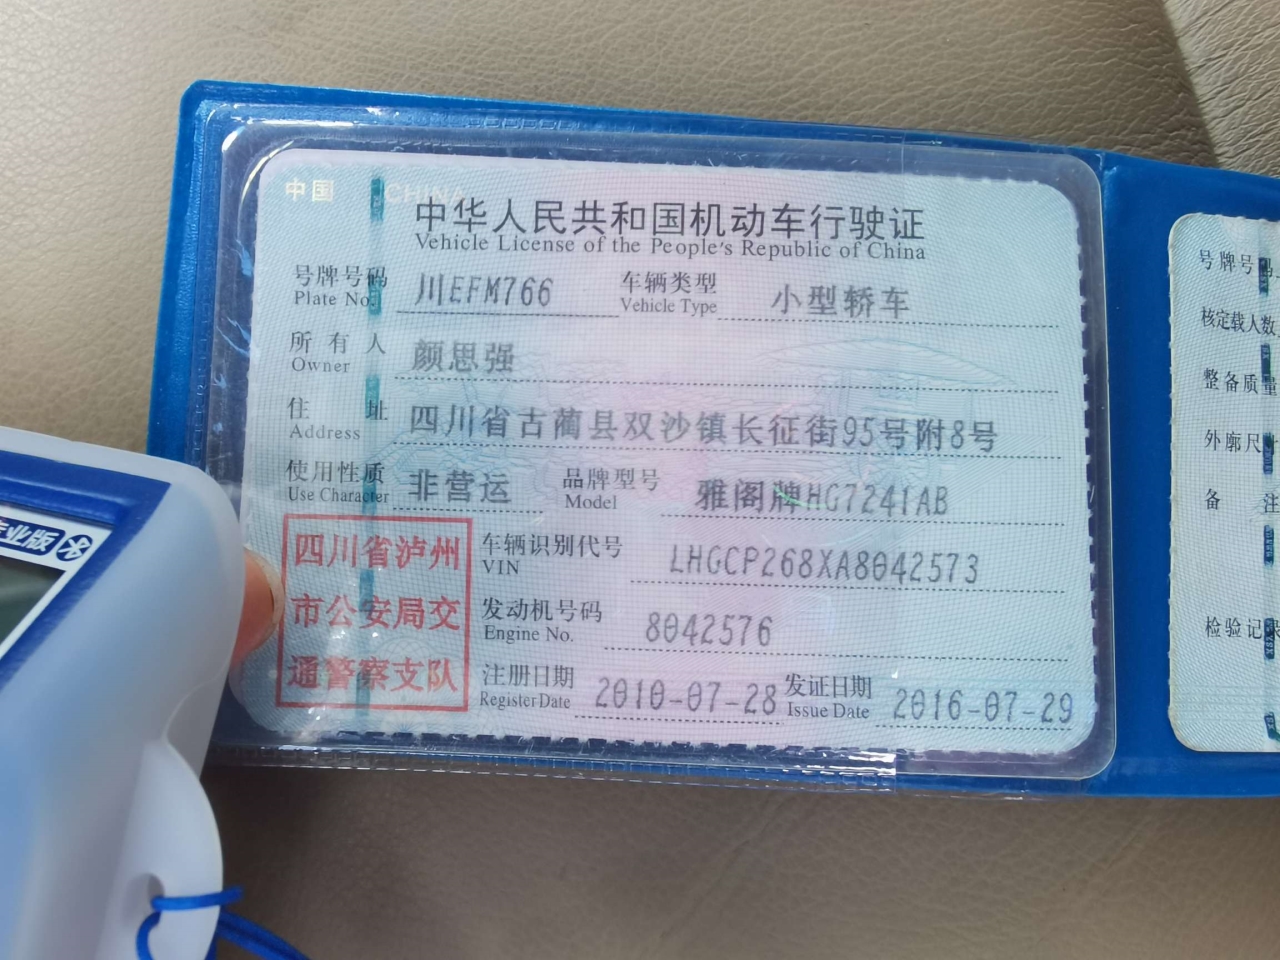 中国 CHINA
中华人民共和国机动车行驶证
Vehicle License of the People's Republic of China
号牌号码 川EFM766 车辆类型 小型轿车
Plate No. Vehicle Type
所有人 颜思强
Owner
住址 四川省古蔺县双沙镇长征街95号附8号
Address
使用性质 非营运 品牌型号 雅阁牌HG7241AB
Use Character Model
四川省泸州
市公安局交
通警察支队
车辆识别代号 LHGCP268XA8042573
VIN
发动机号码 8042576
Engine No.
注册日期 2010-07-28 发证日期 2016-07-29
Register Date Issue Date
号牌号码
核定载人数
整备质量
外廓尺
备注
检验记录
业版